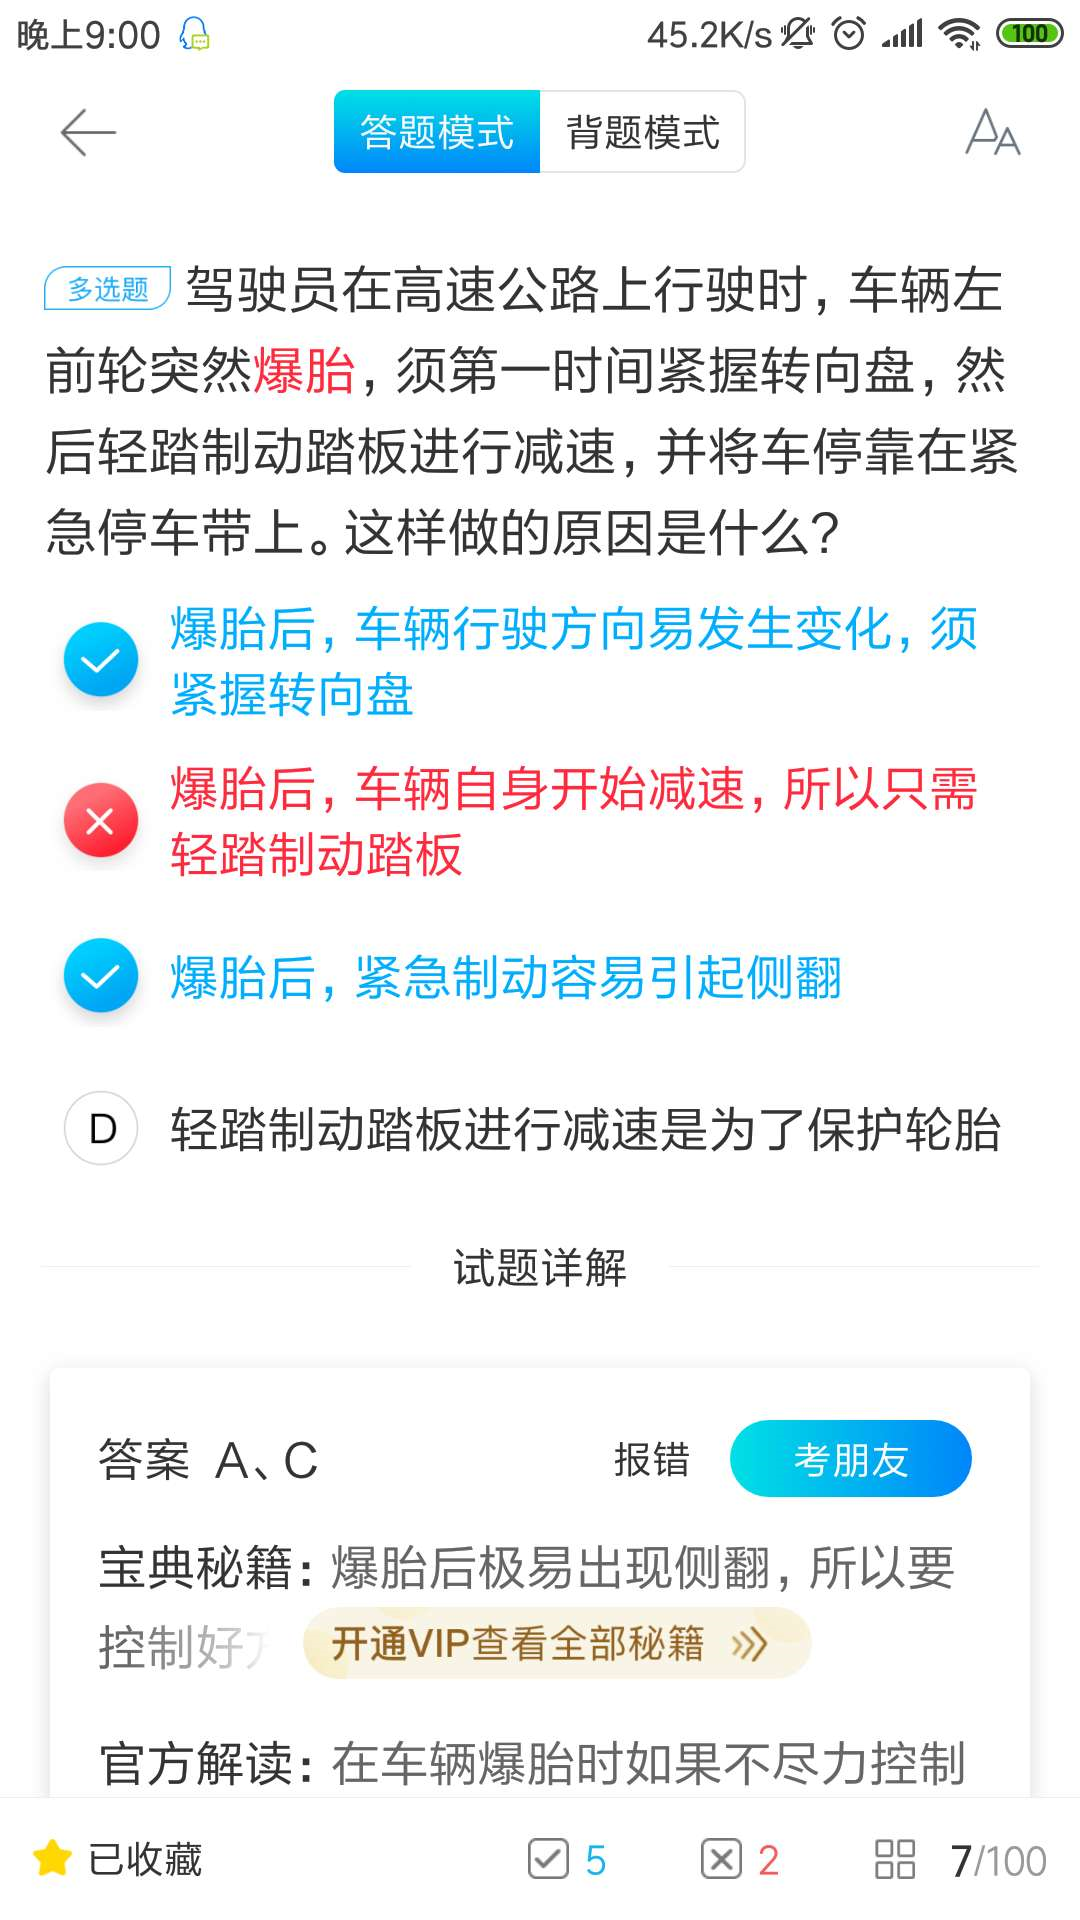 晚上9:00 45.2K/s 100
答题模式 背题模式 AA
多选题 驾驶员在高速公路上行驶时，车辆左
前轮突然爆胎，须第一时间紧握转向盘，然
后轻踏制动踏板进行减速，并将车停靠在紧
急停车带上。这样做的原因是什么？
爆胎后，车辆行驶方向易发生变化，须
紧握转向盘
爆胎后，车辆自身开始减速，所以只需
轻踏制动踏板
爆胎后，紧急制动容易引起侧翻
D 轻踏制动踏板进行减速是为了保护轮胎
试题详解
答案 A、C 报错 考朋友
宝典秘籍：爆胎后极易出现侧翻，所以要
控制好 开通VIP查看全部秘籍
官方解读：在车辆爆胎时如果不尽力控制
已收藏 5 2 7/100